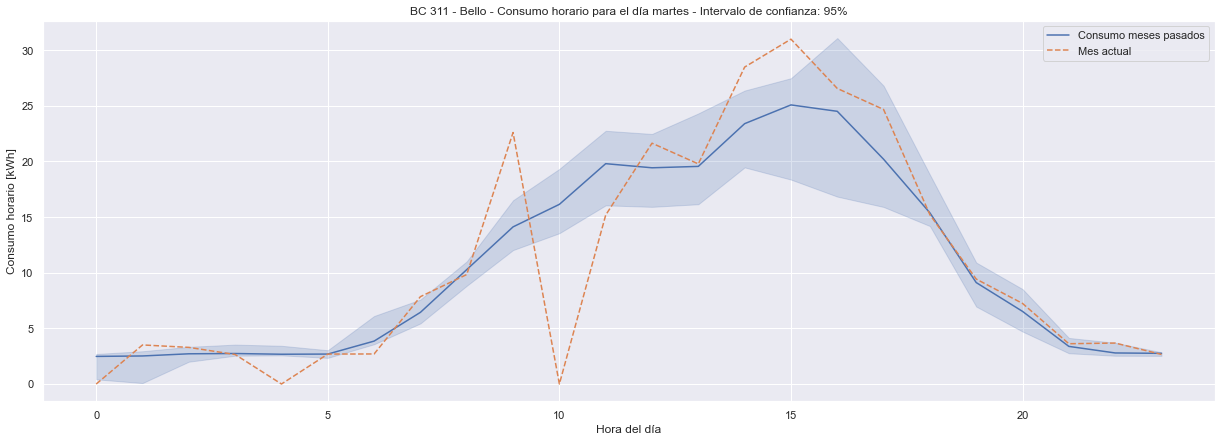 BC 311 - Bello - Consumo horario para el día martes - Intervalo de confianza: 95%
Consumo meses pasados
Mes actual
Consumo horario [kWh]
30
25
20
15
10
5
0
0 5 10 15 20
Hora del día